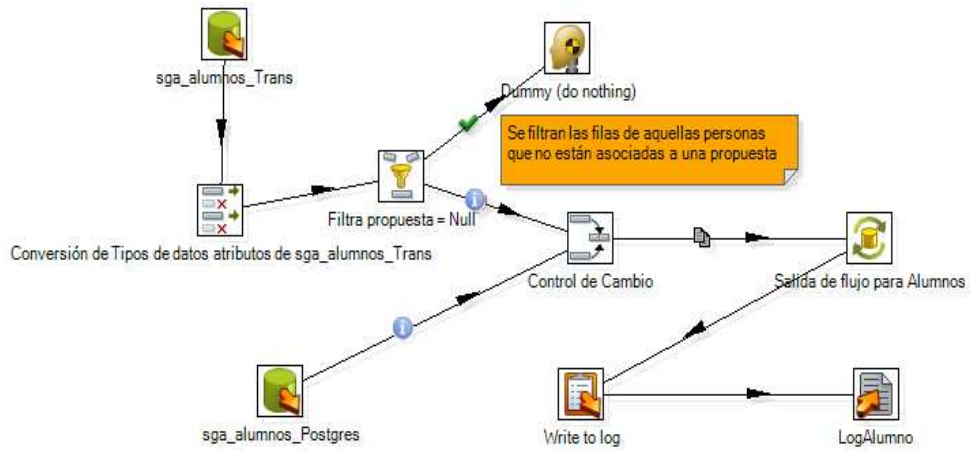 sga_alumnos_Trans
Dummy (do nothing)
Se filtran las filas de aquellas personas
que no están asociadas a una propuesta
Filtra propuesta = Null
Conversión de Tipos de datos atributos de sga_alumnos_Trans
Control de Cambio
Salida de flujo para Alumnos
sga_alumnos_Postgres
Write to log
LogAlumno